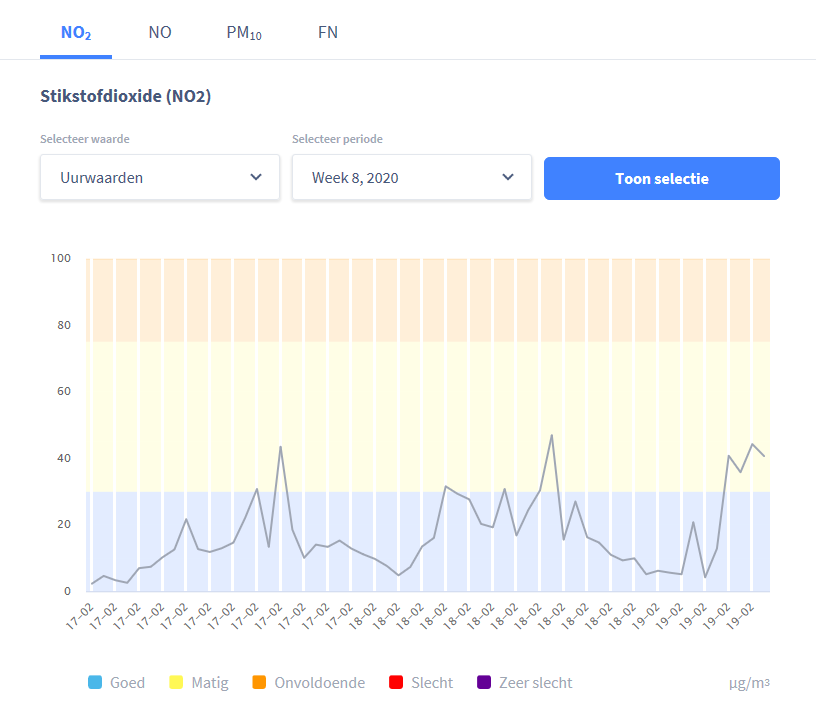 NO₂ NO PM₁₀ FN
Stikstofdioxide (NO2)
Selecteer waarde Selecteer periode
Uurwaarden Week 8, 2020 Toon selectie
100
80
60
40
20
0
17-02 17-02 17-02 17-02 17-02 17-02 17-02 17-02 17-02 17-02 17-02 17-02 18-02 18-02 18-02 18-02 18-02 18-02 18-02 18-02 18-02 18-02 18-02 18-02 19-02 19-02 19-02 19-02 19-02
Goed Matig Onvoldoende Slecht Zeer slecht µg/m³